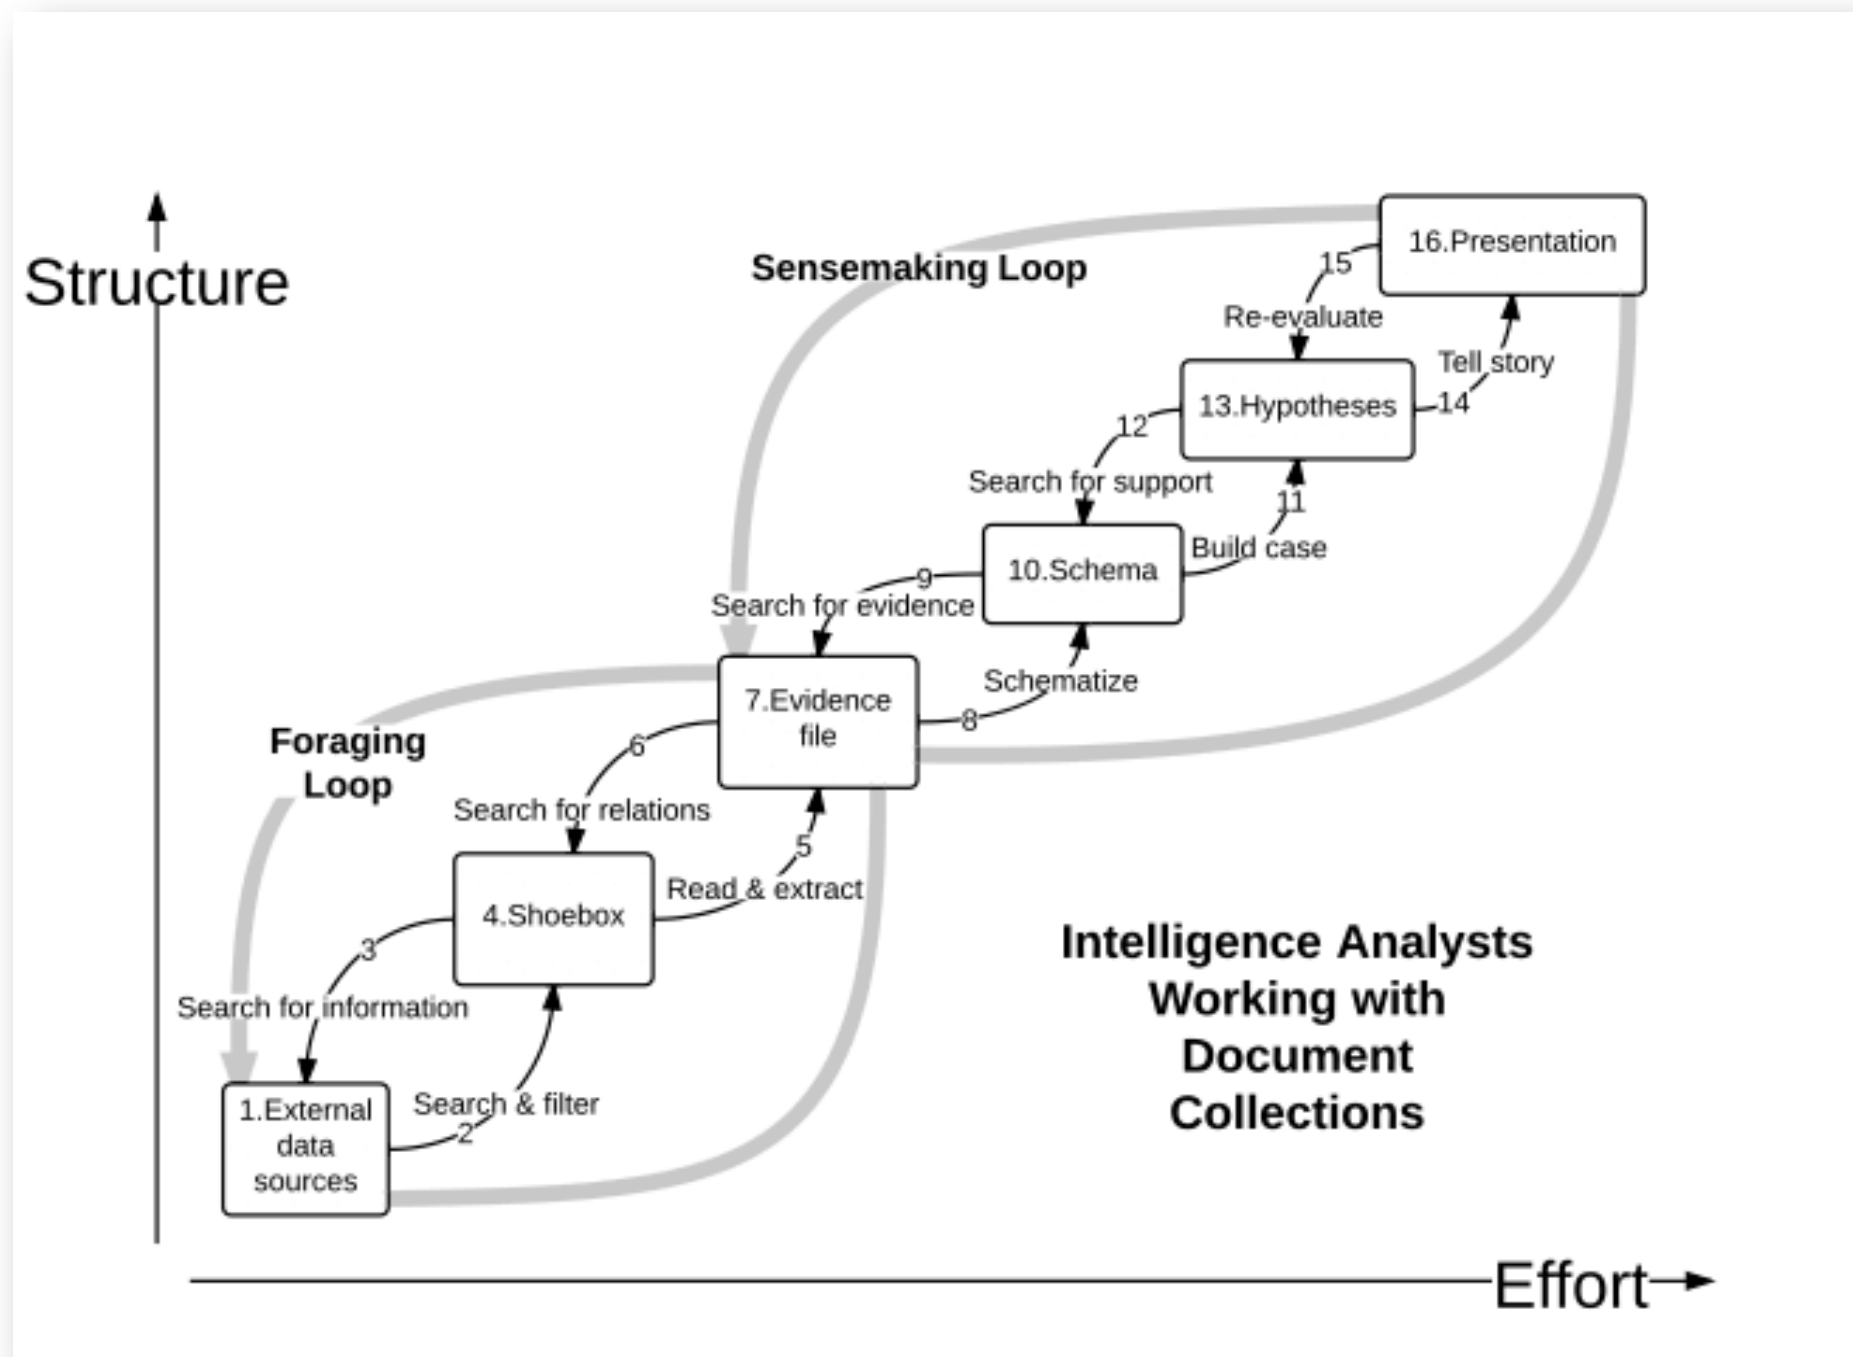 Structure
Sensemaking Loop
16.Presentation
15
Re-evaluate
Tell story
14
13.Hypotheses
12
Search for support
11
Build case
10.Schema
9
Search for evidence
Schematize
8
7.Evidence
file
Foraging
Loop
6
Search for relations
5
Read & extract
4.Shoebox
3
Search for information
Search & filter
2
1.External
data
sources
Intelligence Analysts
Working with
Document
Collections
Effort